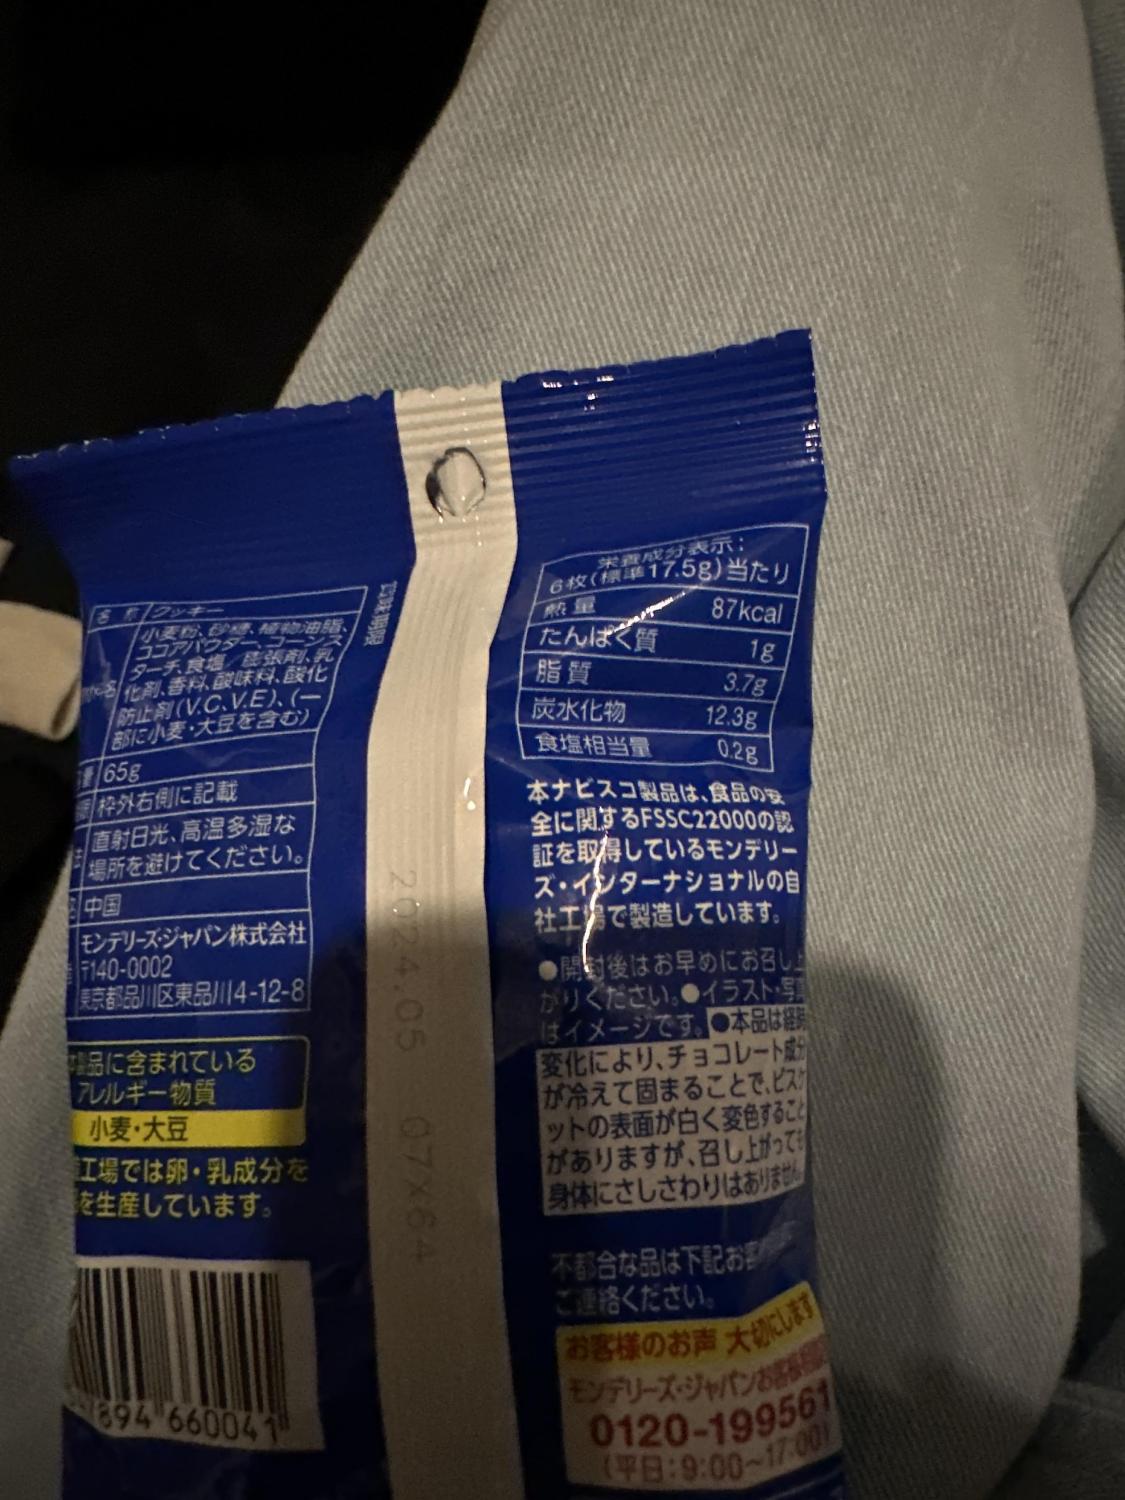 名 称 クッキー
小麦粉、砂糖、植物油脂、
ココアパウダー、コーンス
ターチ、食塩／膨張剤、乳
化剤、香料、酸味料、酸化
防止剤(V.C、V.E)、(一
部に小麦・大豆を含む)
量 65g
枠外右側に記載
直射日光、高温多湿な
場所を避けてください。
中国
モンデリーズ・ジャパン株式会社
〒140-0002
東京都品川区東品川4-12-8
賞味期限
本製品に含まれている
アレルギー物質
小麦・大豆
工場では卵・乳成分を
を生産しています。
7894 660041
2024.05 07X64
栄養成分表示：
6枚(標準17.5g)当たり
熱量 87kcal
たんぱく質 1g
脂質 3.7g
炭水化物 12.3g
食塩相当量 0.2g
本ナビスコ製品は、食品の安
全に関するFSSC22000の認
証を取得しているモンデリー
ズ・インターナショナルの自
社工場で製造しています。
●開封後はお早めにお召し上
がりください。●イラスト・写真
はイメージです。●本品は経時
変化により、チョコレート成分
が冷えて固まることで、ビスケ
ットの表面が白く変色すること
がありますが、召し上がっても
身体にさしさわりはありません。
不都合な品は下記お客
ご連絡ください。
お客様のお声 大切にします
モンデリーズ・ジャパンお客様相談
0120-199561
(平日：9:00～17:00)